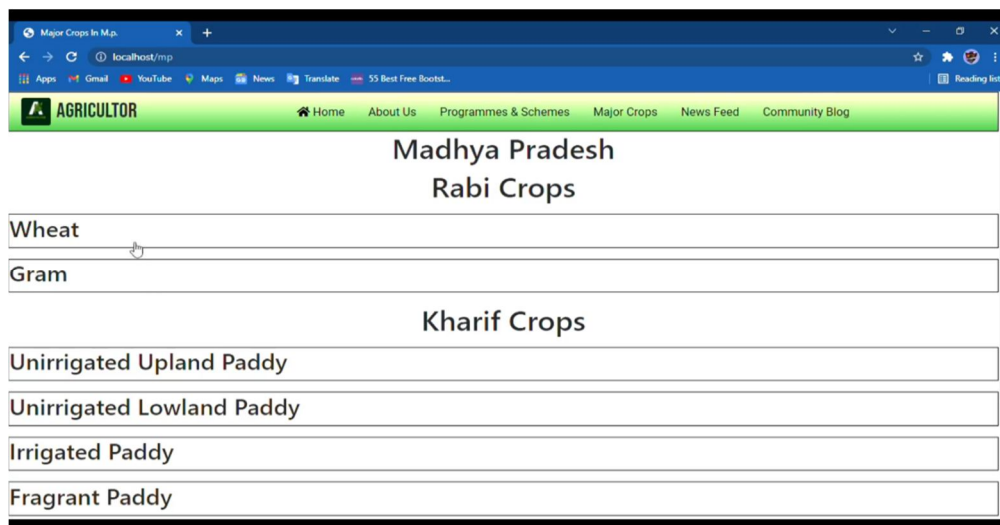 Major Crops In M.p.
localhost/mp
Apps Gmail YouTube Maps News Translate 55 Best Free Bootst... Reading list
AGRICULTOR Home About Us Programmes & Schemes Major Crops News Feed Community Blog
Madhya Pradesh
Rabi Crops
Wheat
Gram
Kharif Crops
Unirrigated Upland Paddy
Unirrigated Lowland Paddy
Irrigated Paddy
Fragrant Paddy